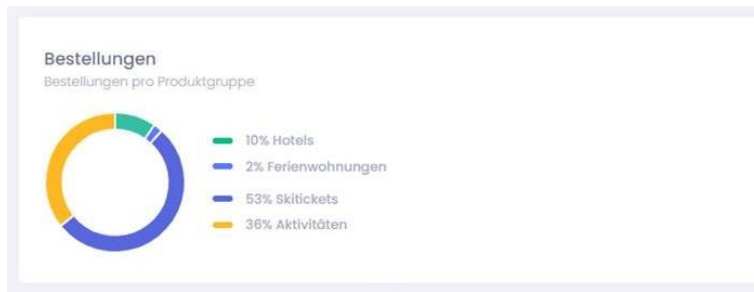 Bestellungen
Bestellungen pro Produktgruppe
10% Hotels
2% Ferienwohnungen
53% Skitickets
36% Aktivitäten